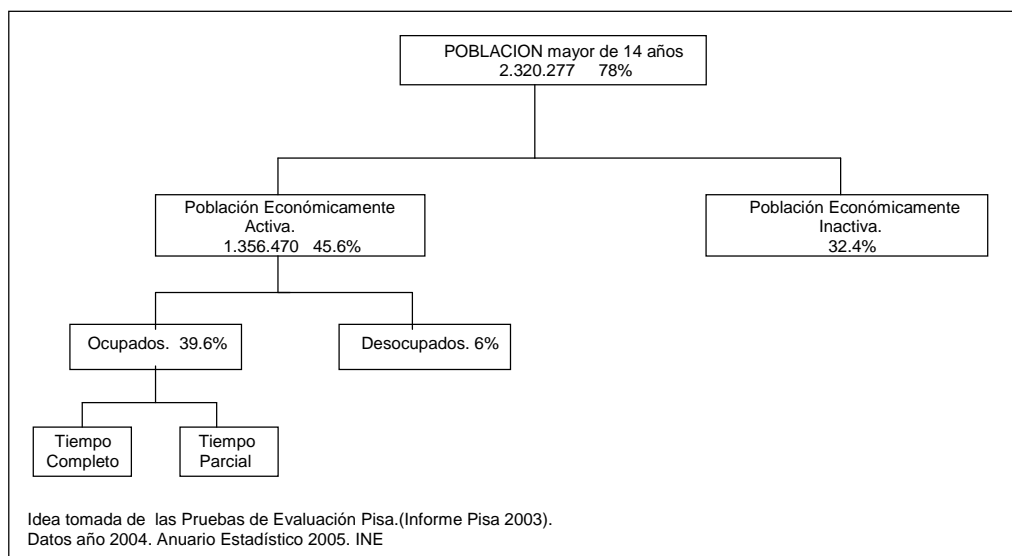 POBLACION mayor de 14 años
2.320.277 78%
Población Económicamente
Activa.
1.356.470 45.6%
Población Económicamente
Inactiva.
32.4%
Ocupados. 39.6%
Desocupados. 6%
Tiempo
Completo
Tiempo
Parcial
Idea tomada de las Pruebas de Evaluación Pisa.(Informe Pisa 2003).
Datos año 2004. Anuario Estadístico 2005. INE